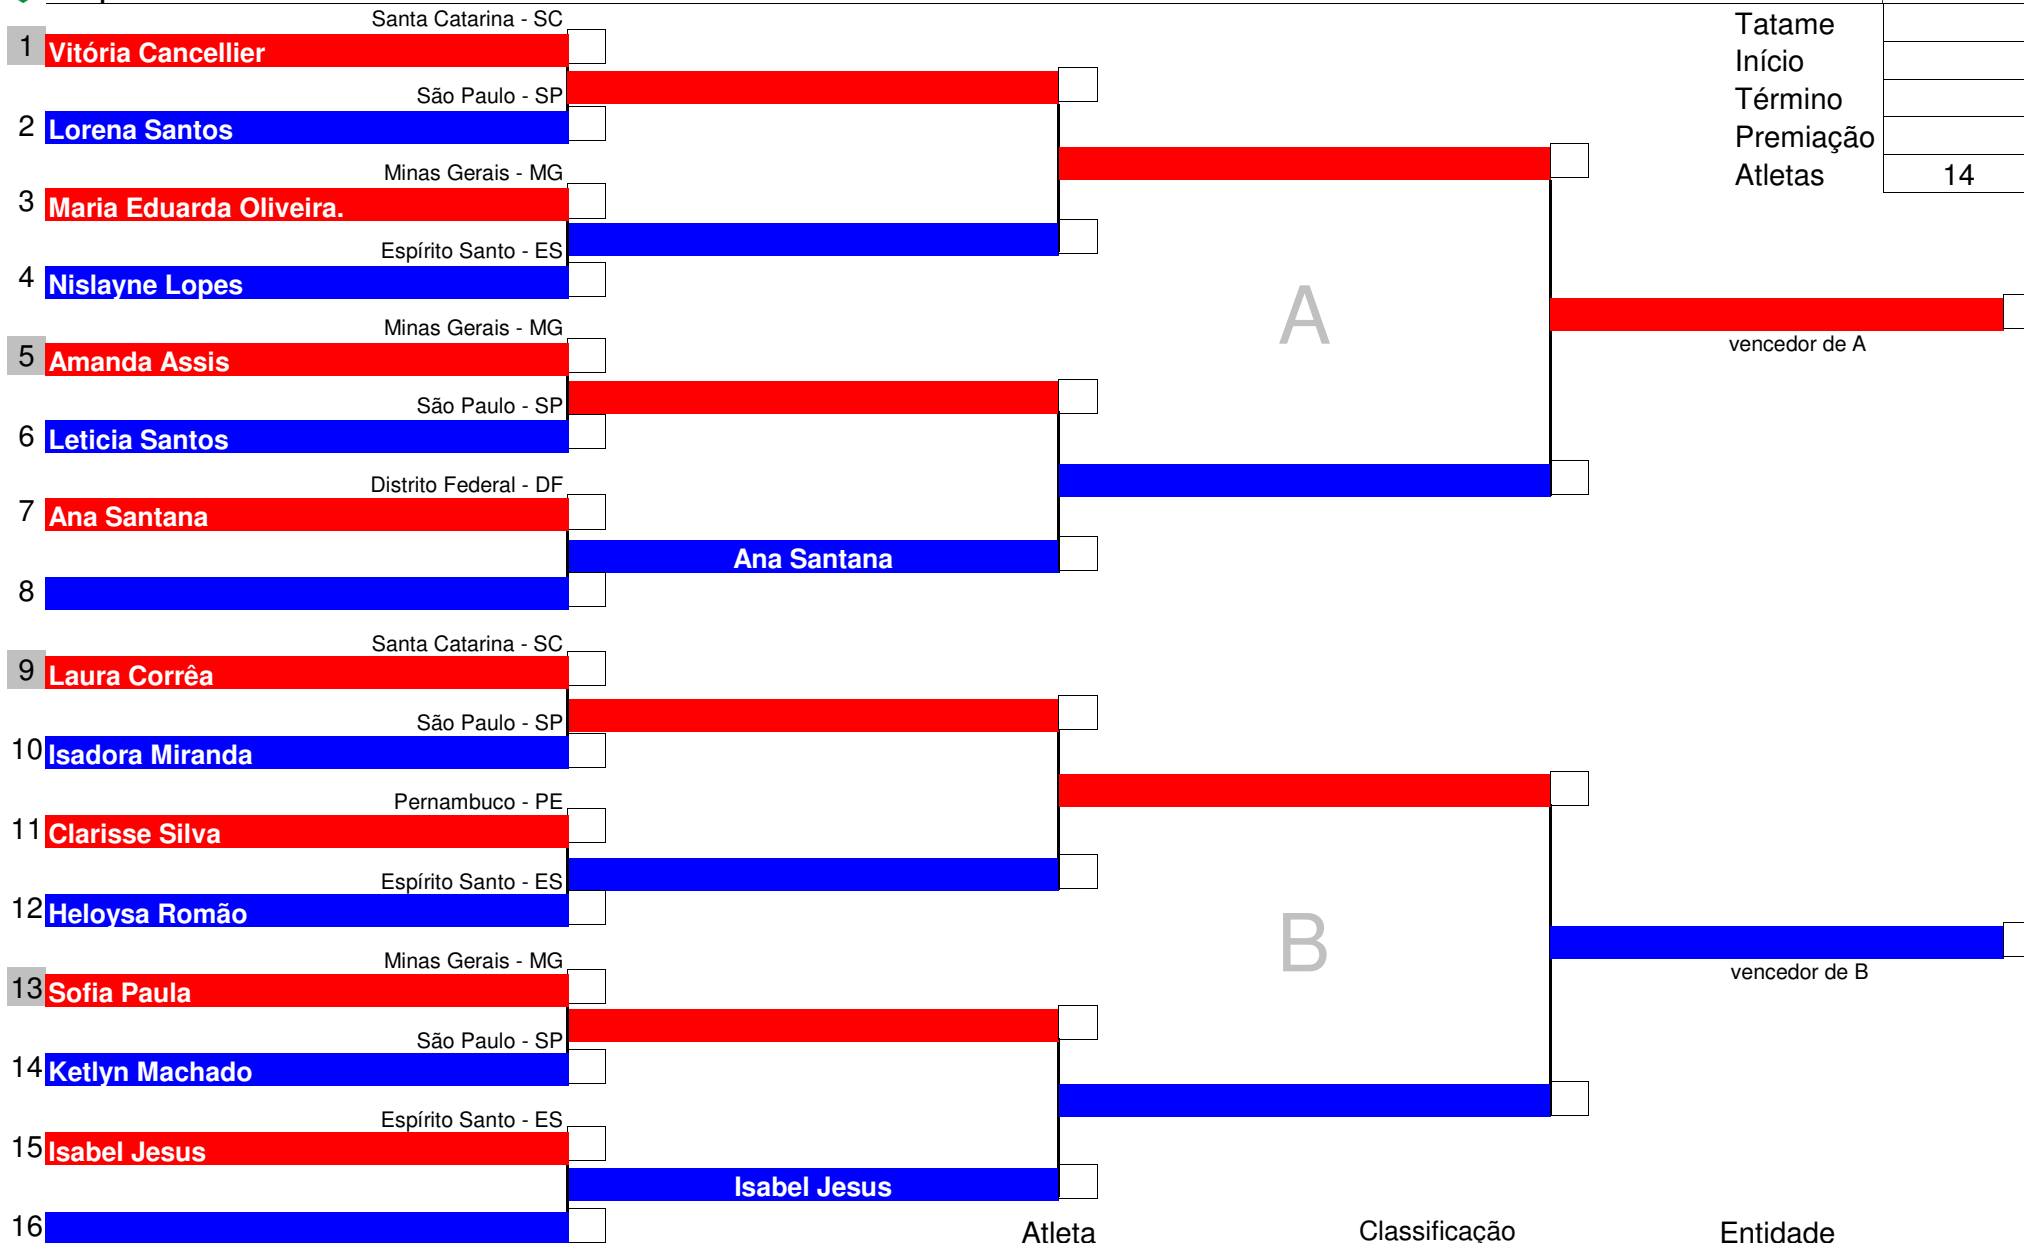 Santa Catarina - SC
1 Vitória Cancellier
São Paulo - SP
2 Lorena Santos
Minas Gerais - MG
3 Maria Eduarda Oliveira.
Espírito Santo - ES
4 Nislayne Lopes
Minas Gerais - MG
5 Amanda Assis
São Paulo - SP
6 Leticia Santos
Distrito Federal - DF
7 Ana Santana
Ana Santana
8
Santa Catarina - SC
9 Laura Corrêa
São Paulo - SP
10 Isadora Miranda
Pernambuco - PE
11 Clarisse Silva
Espírito Santo - ES
12 Heloysa Romão
Minas Gerais - MG
13 Sofia Paula
São Paulo - SP
14 Ketlyn Machado
Espírito Santo - ES
15 Isabel Jesus
Isabel Jesus
16
A
B
vencedor de A
vencedor de B
Tatame
Início
Término
Premiação
Atletas 14
Atleta Classificação Entidade